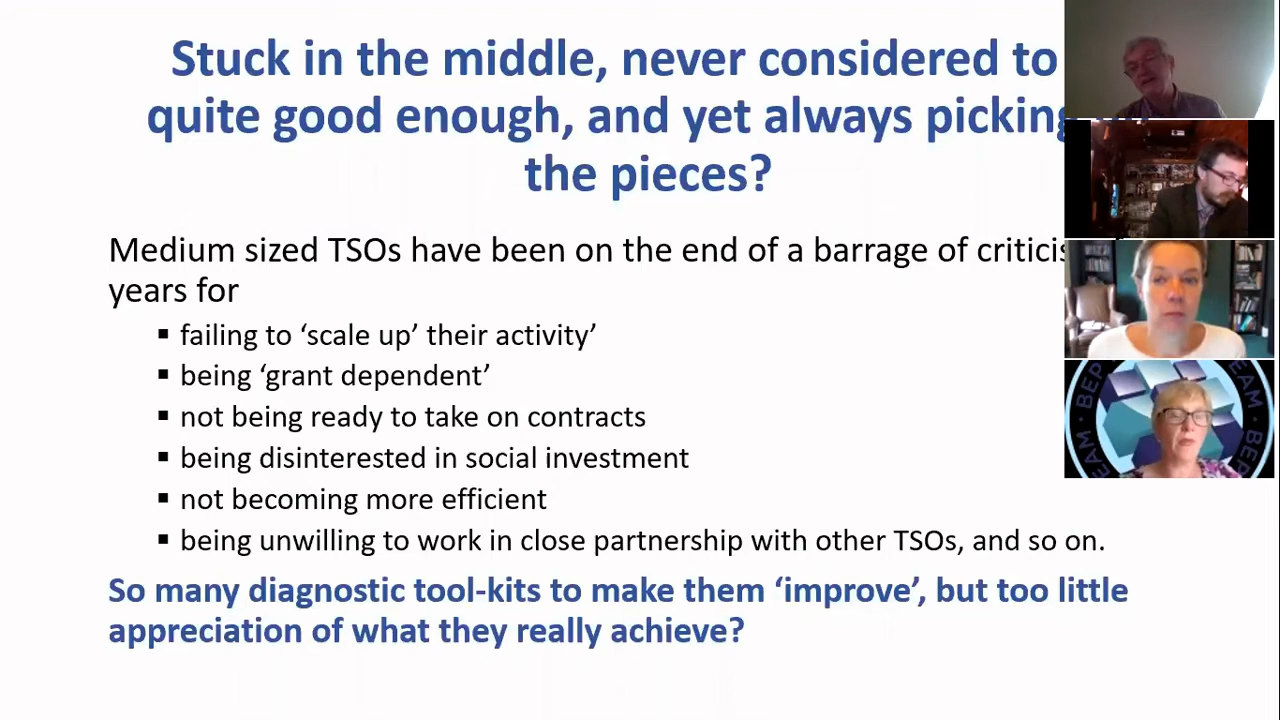 Stuck in the middle, never considered to
quite good enough, and yet always picking
the pieces?
Medium sized TSOs have been on the end of a barrage of
years for
▪ failing to ‘scale up’ their activity’
▪ being ‘grant dependent’
▪ not being ready to take on contracts
▪ being disinterested in social investment
▪ not becoming more efficient
▪ being unwilling to work in close partnership with other TSOs, and so on.
So many diagnostic tool-kits to make them ‘improve’, but too little
appreciation of what they really achieve?
TEAM · BEP